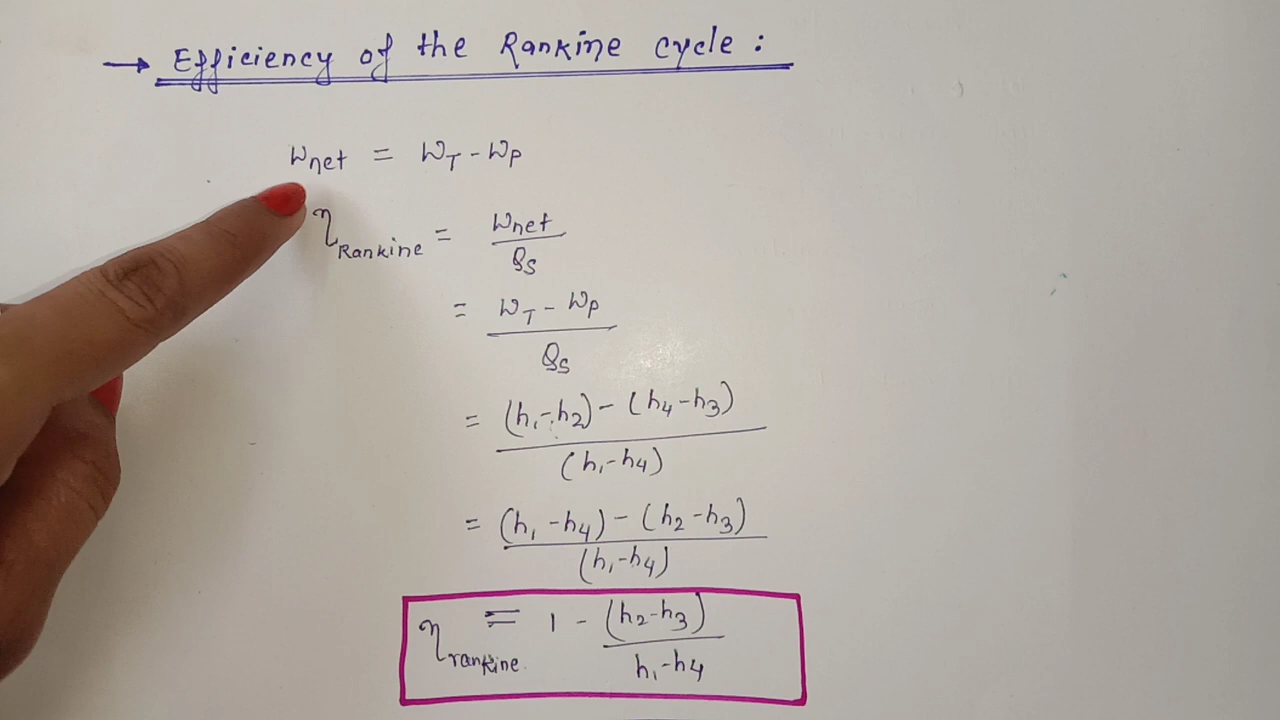 → Efficiency of the Rankine cycle :
Wnet = WT - WP
ηRankine = Wnet / QS
= WT - WP / QS
= (h1-h2) - (h4-h3) / (h1-h4)
= (h1-h4) - (h2-h3) / (h1-h4)
ηrankine = 1 - (h2-h3) / h1-h4